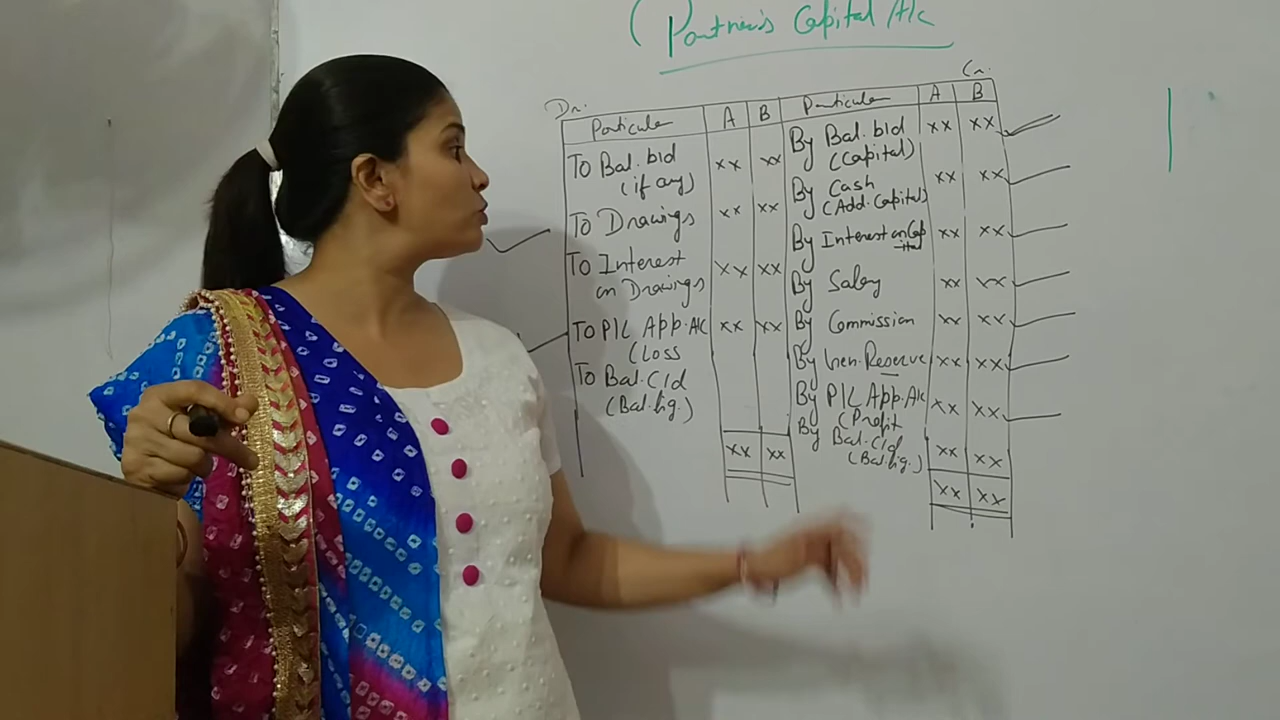 (Partner's Capital A/c
Dr. Cr.
Particular A B Particular A B
To Bal. b/d xx xx By Bal. b/d xx xx
(if any) (Capital)
To Drawings xx xx By Cash xx xx
(Add. Capital)
To Interest xx xx By Interest on Capital xx xx
on Drawings By Salary xx xx
To P/L App. A/c xx xx By Commission xx xx
(Loss By Gen. Reserve xx xx
To Bal. C/d By P/L App. A/c xx xx
(Bal. fig.) (Profit
By Bal. C/d xx xx
(Bal. fig.)
xx xx xx xx